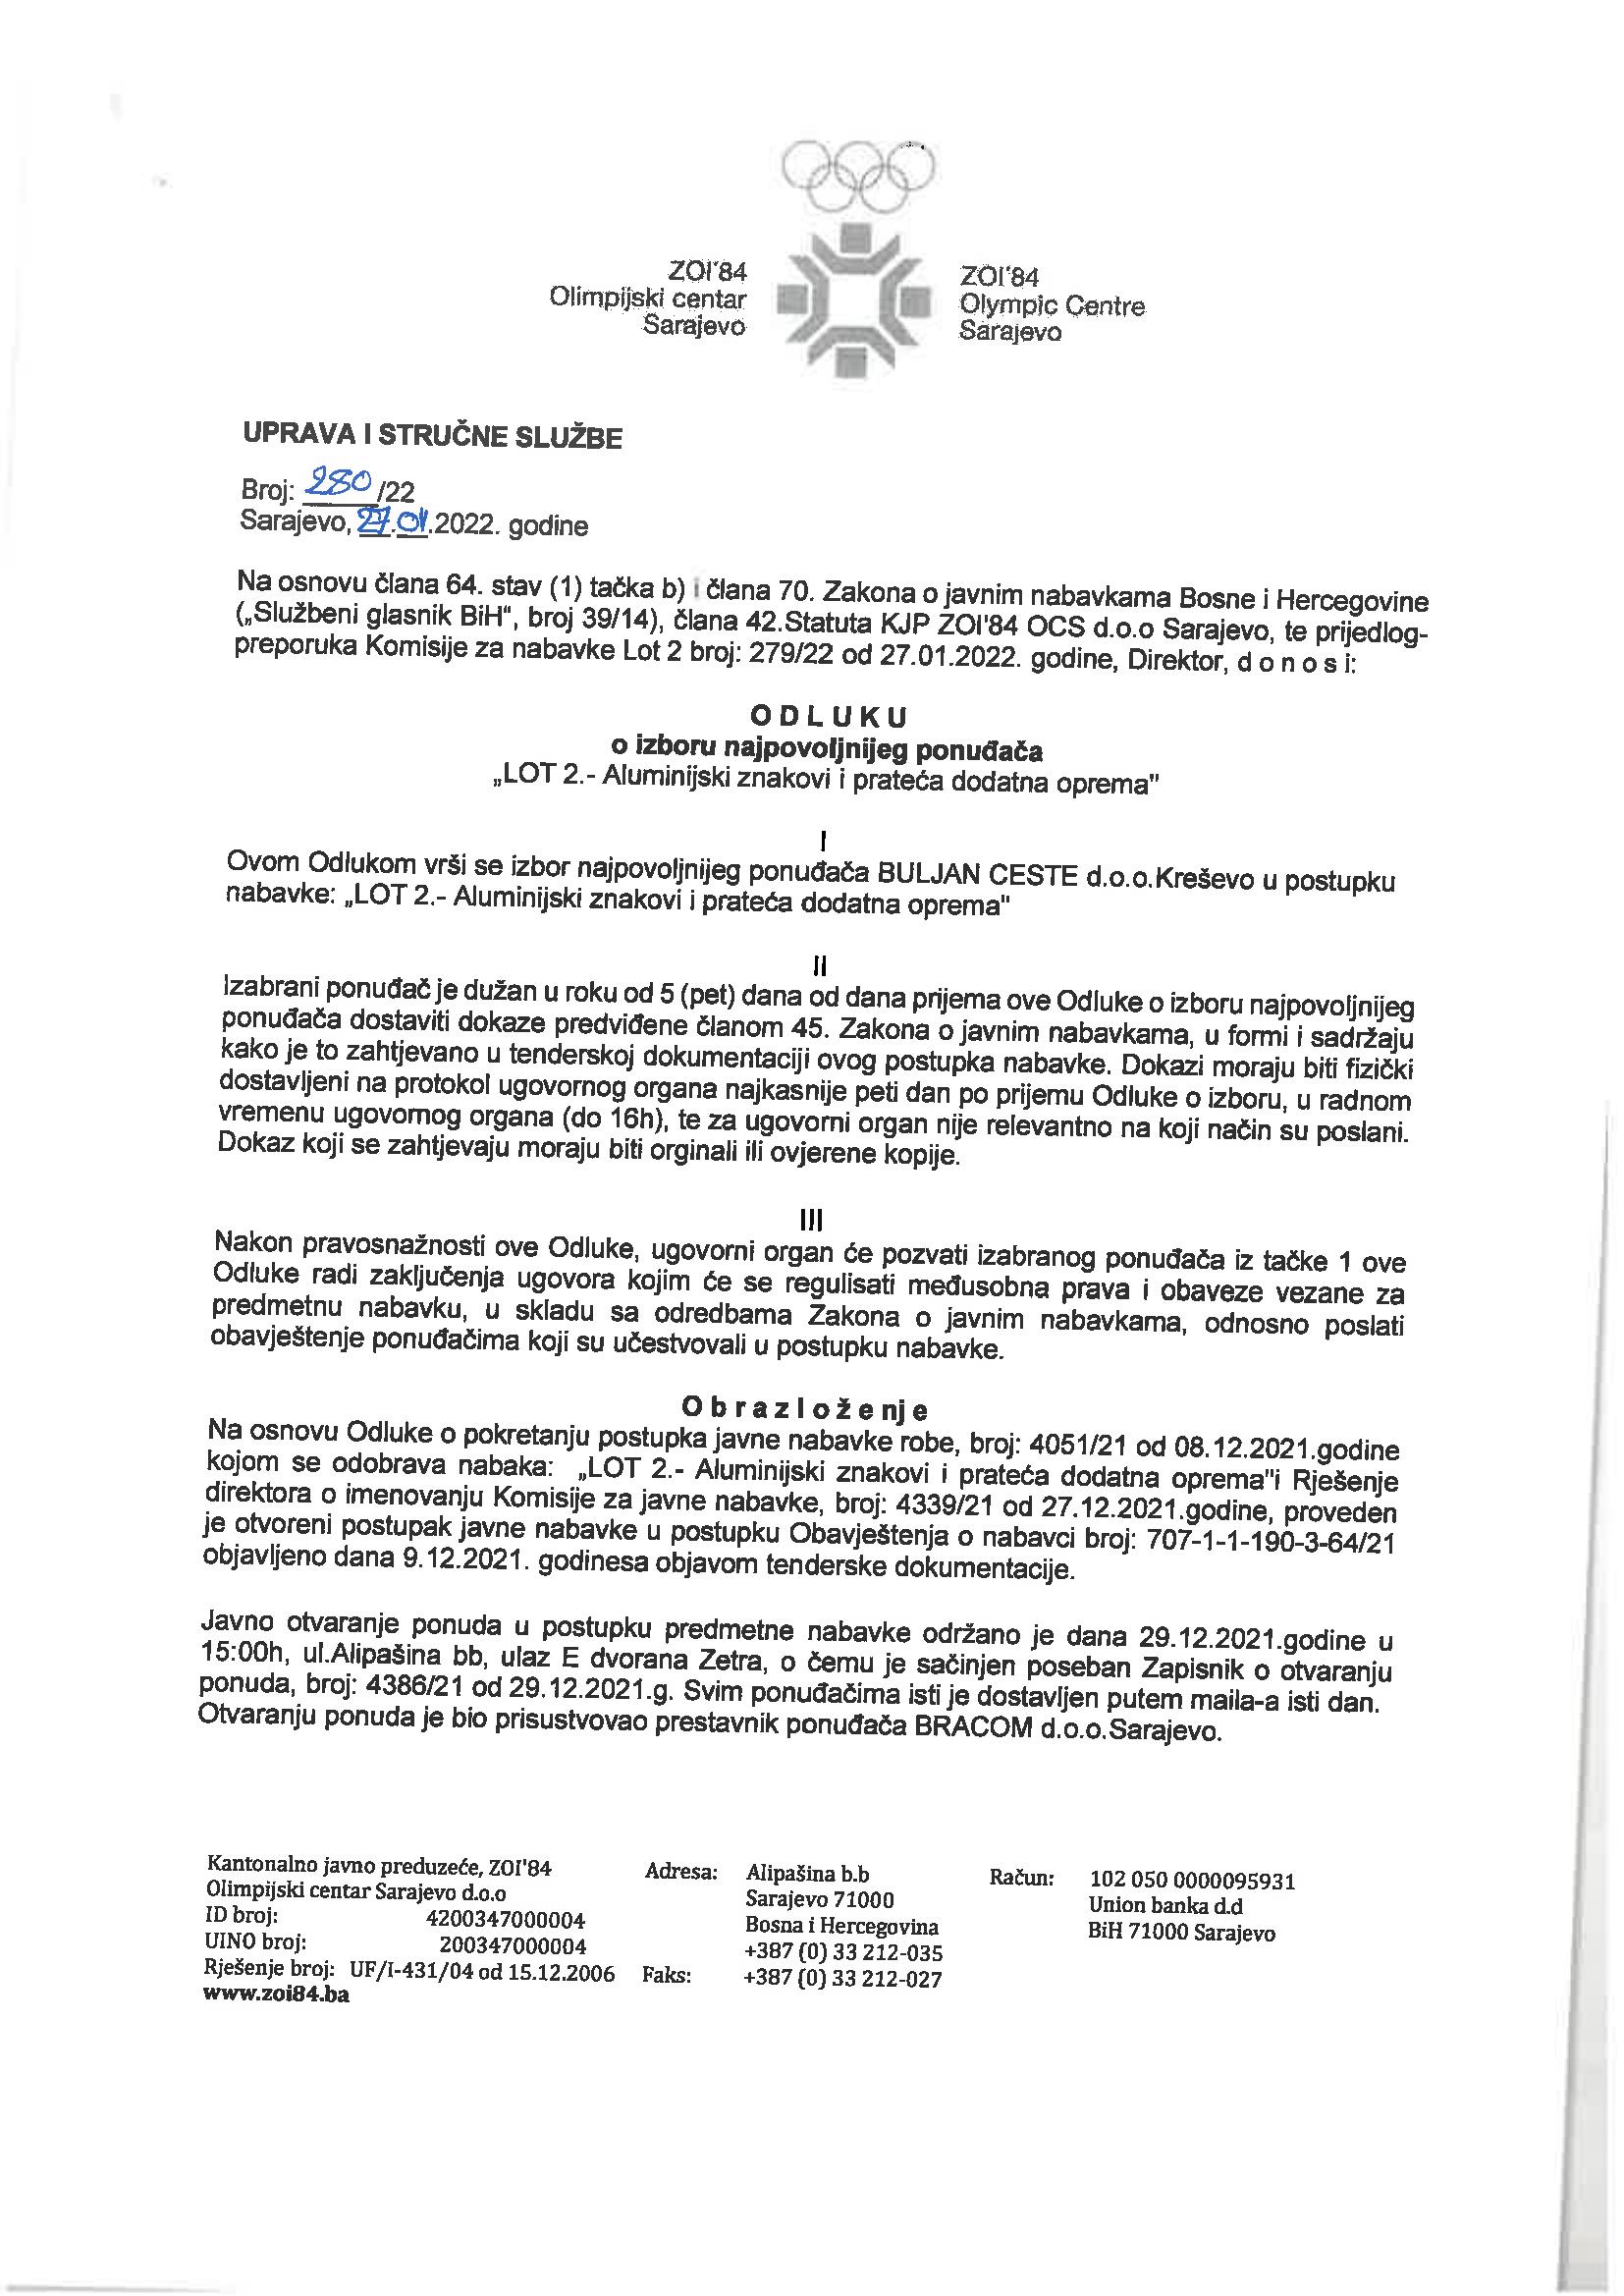 ZOI'84
Olimpijski centar
Sarajevo
ZOI'84
Olympic Centre
Sarajevo
UPRAVA I STRUČNE SLUŽBE
Broj: 280/22
Sarajevo, 27.01.2022. godine
Na osnovu člana 64. stav (1) tačka b) i člana 70. Zakona o javnim nabavkama Bosne i Hercegovine
(„Službeni glasnik BiH", broj 39/14), člana 42.Statuta KJP ZOI'84 OCS d.o.o Sarajevo, te prijedlog-
preporuka Komisije za nabavke Lot 2 broj: 279/22 od 27.01.2022. godine, Direktor, d o n o s i:
O D L U K U
o izboru najpovoljnijeg ponuđača
„LOT 2.- Aluminijski znakovi i prateća dodatna oprema"
I
Ovom Odlukom vrši se izbor najpovoljnijeg ponuđača BULJAN CESTE d.o.o.Kreševo u postupku
nabavke: „LOT 2.- Aluminijski znakovi i prateća dodatna oprema"
II
Izabrani ponuđač je dužan u roku od 5 (pet) dana od dana prijema ove Odluke o izboru najpovoljnijeg
ponuđača dostaviti dokaze predviđene članom 45. Zakona o javnim nabavkama, u formi i sadržaju
kako je to zahtjevano u tenderskoj dokumentaciji ovog postupka nabavke. Dokazi moraju biti fizički
dostavljeni na protokol ugovornog organa najkasnije peti dan po prijemu Odluke o izboru, u radnom
vremenu ugovornog organa (do 16h), te za ugovorni organ nije relevantno na koji način su poslani.
Dokaz koji se zahtjevaju moraju biti orginali ili ovjerene kopije.
III
Nakon pravosnažnosti ove Odluke, ugovorni organ će pozvati izabranog ponuđača iz tačke 1 ove
Odluke radi zaključenja ugovora kojim će se regulisati međusobna prava i obaveze vezane za
predmetnu nabavku, u skladu sa odredbama Zakona o javnim nabavkama, odnosno poslati
obavještenje ponuđačima koji su učestvovali u postupku nabavke.
O b r a z l o ž e nj e
Na osnovu Odluke o pokretanju postupka javne nabavke robe, broj: 4051/21 od 08.12.2021.godine
kojom se odobrava nabaka: „LOT 2.- Aluminijski znakovi i prateća dodatna oprema"i Rješenje
direktora o imenovanju Komisije za javne nabavke, broj: 4339/21 od 27.12.2021.godine, proveden
je otvoreni postupak javne nabavke u postupku Obavještenja o nabavci broj: 707-1-1-190-3-64/21
objavljeno dana 9.12.2021. godinesa objavom tenderske dokumentacije.
Javno otvaranje ponuda u postupku predmetne nabavke održano je dana 29.12.2021.godine u
15:00h, ul.Alipašina bb, ulaz E dvorana Zetra, o čemu je sačinjen poseban Zapisnik o otvaranju
ponuda, broj: 4386/21 od 29.12.2021.g. Svim ponuđačima isti je dostavljen putem maila-a isti dan.
Otvaranju ponuda je bio prisustvovao prestavnik ponuđača BRACOM d.o.o.Sarajevo.
Kantonalno javno preduzeće, ZOI'84
Olimpijski centar Sarajevo d.o.o
ID broj: 4200347000004
UINO broj: 200347000004
Rješenje broj: UF/I-431/04 od 15.12.2006
www.zoi84.ba
Adresa: Alipašina b.b
Sarajevo 71000
Bosna i Hercegovina
+387 (0) 33 212-035
Faks: +387 (0) 33 212-027
Račun: 102 050 0000095931
Union banka d.d
BiH 71000 Sarajevo